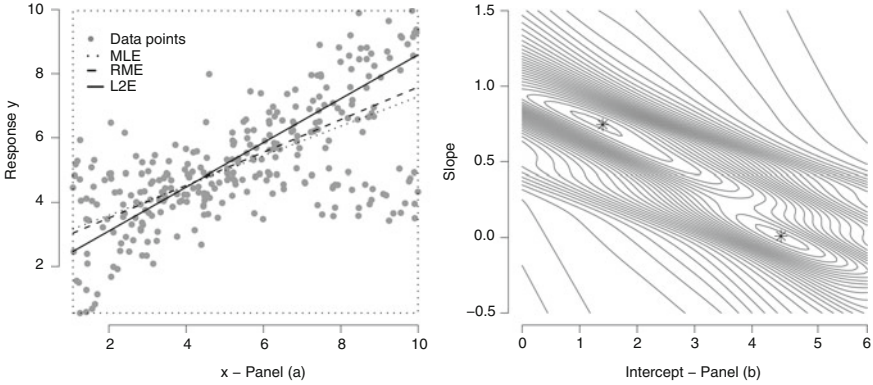 10
8
6
4
2
Response y
Data points
MLE
RME
L2E
2
4
6
8
10
x – Panel (a)
1.5
1.0
0.5
0.0
−0.5
Slope
0
1
2
3
4
5
6
Intercept – Panel (b)